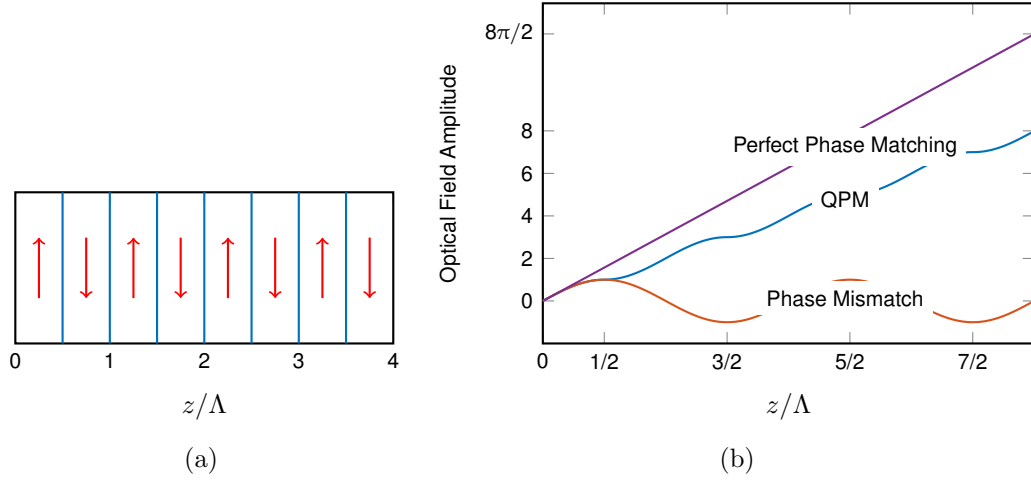 0 1 2 3 4
z/Λ
(a)
Optical Field Amplitude
8π/2
8
6
4
2
0
Perfect Phase Matching
QPM
Phase Mismatch
0 1/2 3/2 5/2 7/2
z/Λ
(b)